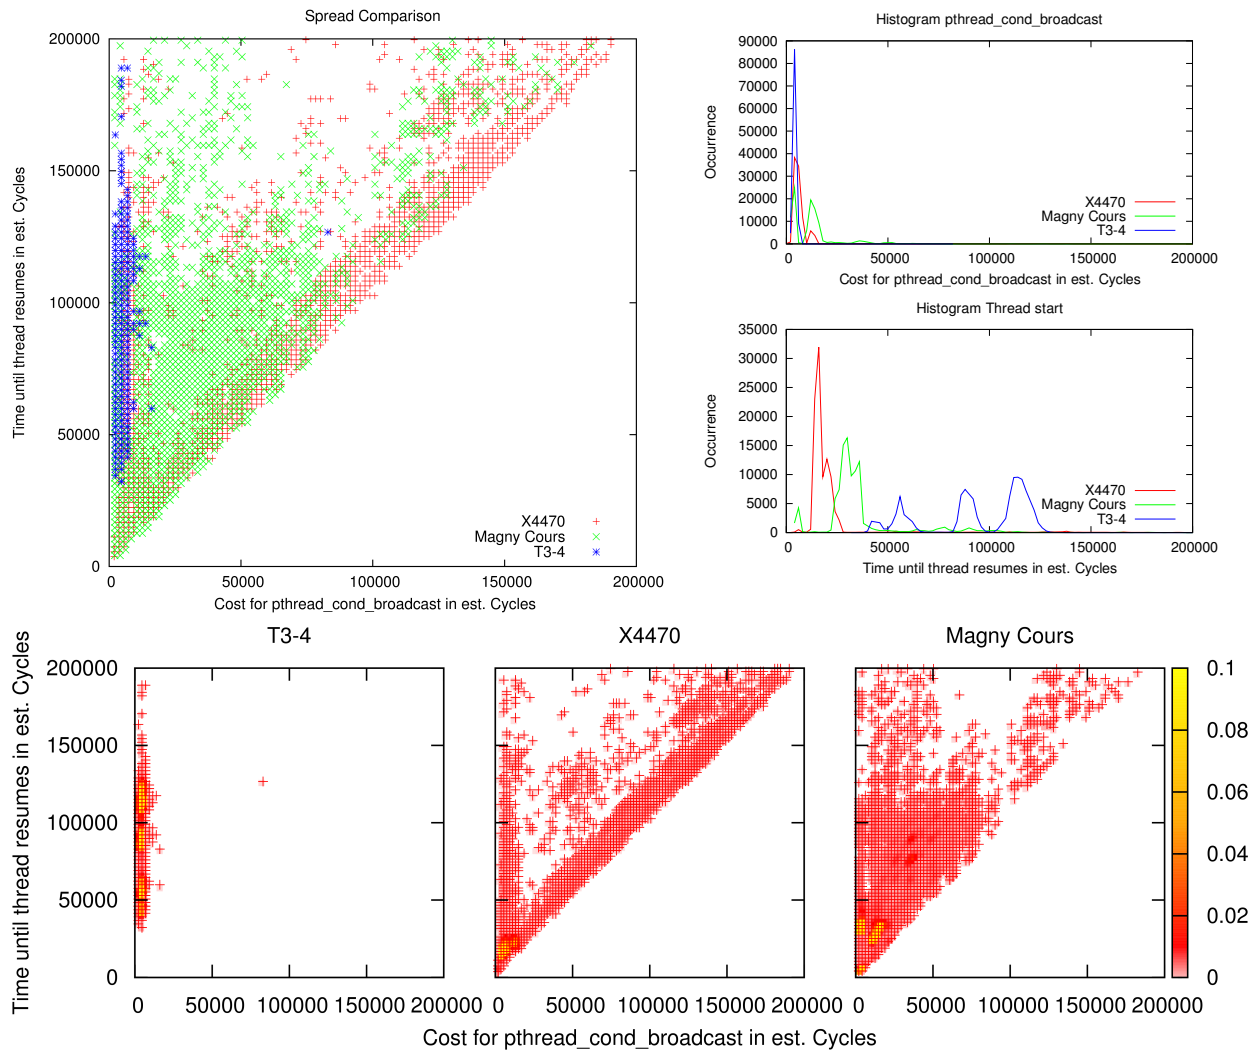 Spread Comparison
200000
150000
100000
50000
0
Time until thread resumes in est. Cycles
X4470
Magny Cours
T3-4
0 50000 100000 150000 200000
Cost for pthread_cond_broadcast in est. Cycles
Histogram pthread_cond_broadcast
90000
80000
70000
60000
50000
40000
30000
20000
10000
0
Occurrence
X4470
Magny Cours
T3-4
0 50000 100000 150000 200000
Cost for pthread_cond_broadcast in est. Cycles
Histogram Thread start
35000
30000
25000
20000
15000
10000
5000
0
Occurrence
X4470
Magny Cours
T3-4
0 50000 100000 150000 200000
Time until thread resumes in est. Cycles
T3-4 X4470 Magny Cours
Time until thread resumes in est. Cycles
200000
150000
100000
50000
0
0 50000 100000 150000 200000
0 50000 100000 150000 200000
0 50000 100000 150000 200000
0.1
0.08
0.06
0.04
0.02
0
Cost for pthread_cond_broadcast in est. Cycles